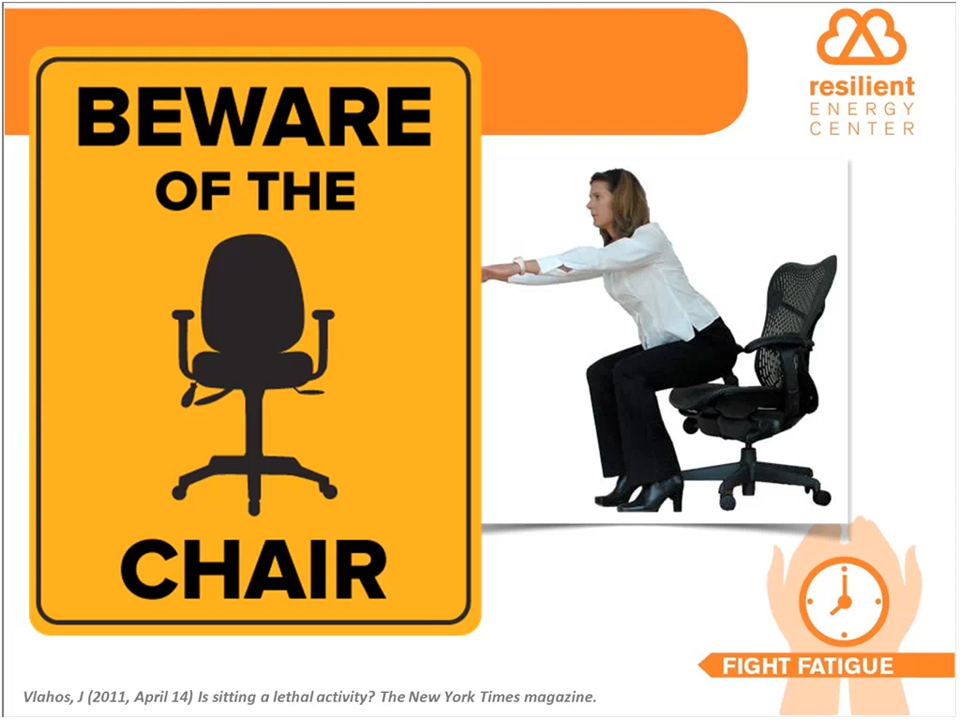 BEWARE
OF THE
CHAIR
resilient
ENERGY
CENTER
FIGHT FATIGUE
Vlahos, J (2011, April 14) Is sitting a lethal activity? The New York Times magazine.